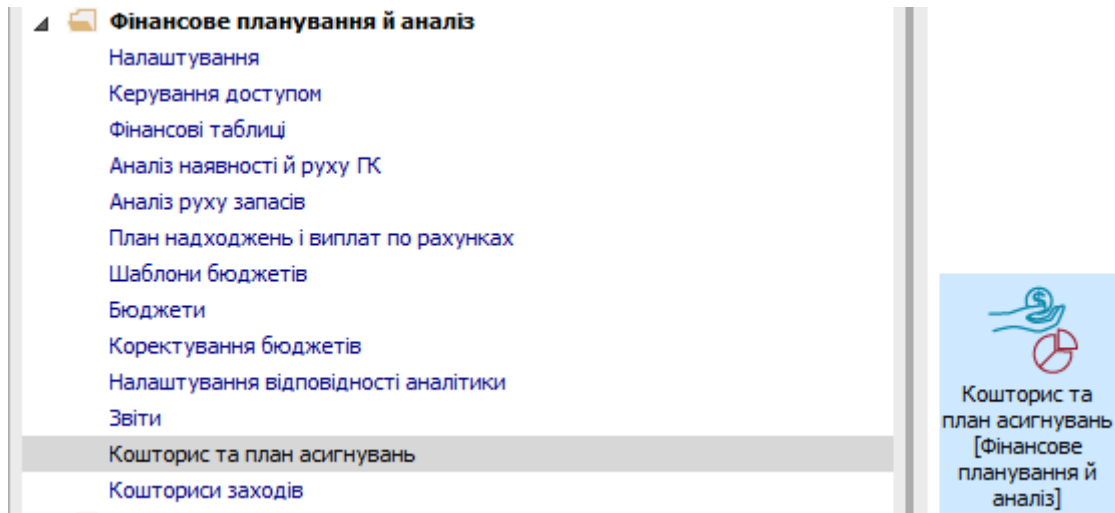 Фінансове планування й аналіз
Налаштування
Керування доступом
Фінансові таблиці
Аналіз наявності й руху ГК
Аналіз руху запасів
План надходжень і виплат по рахунках
Шаблони бюджетів
Бюджети
Коректування бюджетів
Налаштування відповідності аналітики
Звіти
Кошторис та план асигнувань
Кошториси заходів
Кошторис та
план асигнувань
[Фінансове
планування й
аналіз]